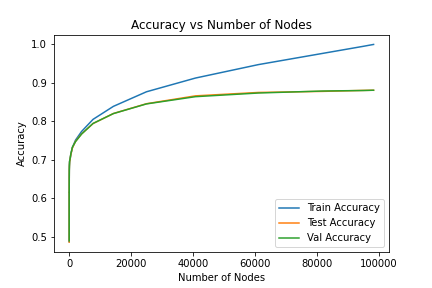 Accuracy vs Number of Nodes
1.0
0.9
0.8
0.7
0.6
0.5
Accuracy
Train Accuracy
Test Accuracy
Val Accuracy
0 20000 40000 60000 80000 100000
Number of Nodes